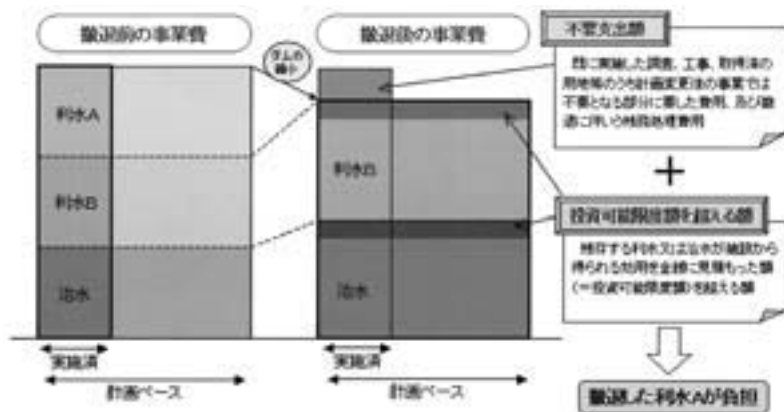 撤退前の事業費
撤退後の事業費
ダムの
縮小
不要支出額
既に実施した調査、工事、取得済の
用地等のうち計画変更後の事業では
不要となる部分に要した費用、及び撤
退に伴う残務処理費用
利水A
利水B
治水
利水B
治水
+
投資可能限度額を超える額
残存する利水又は治水が施設から
得られる効用を金銭に見積もった額
(=投資可能限度額)を超える額
実施済
計画ベース
実施済
計画ベース
撤退した利水Aが負担